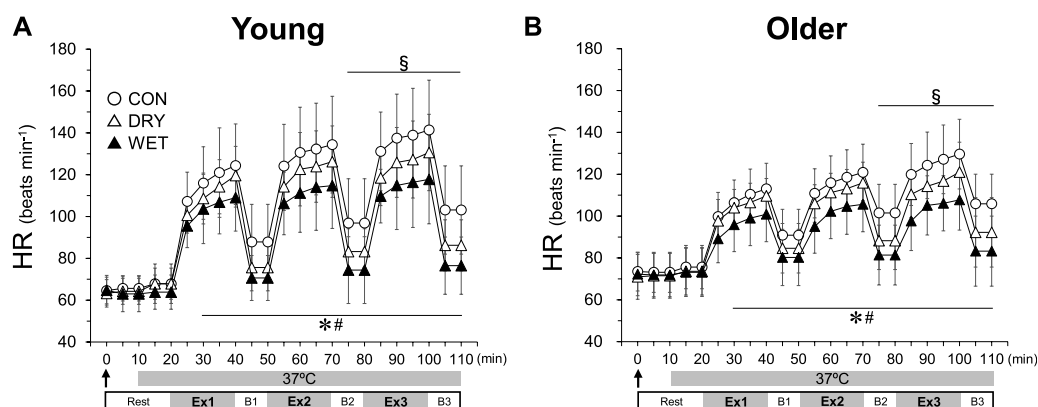 A Young
180
160
140
120
100
80
60
40
HR (beats min⁻¹)
CON
DRY
WET
§
*#
0 10 20 30 40 50 60 70 80 90 100 110 (min)
37ºC
Rest Ex1 B1 Ex2 B2 Ex3 B3
B Older
180
160
140
120
100
80
60
40
HR (beats min⁻¹)
§
*#
0 10 20 30 40 50 60 70 80 90 100 110 (min)
37ºC
Rest Ex1 B1 Ex2 B2 Ex3 B3